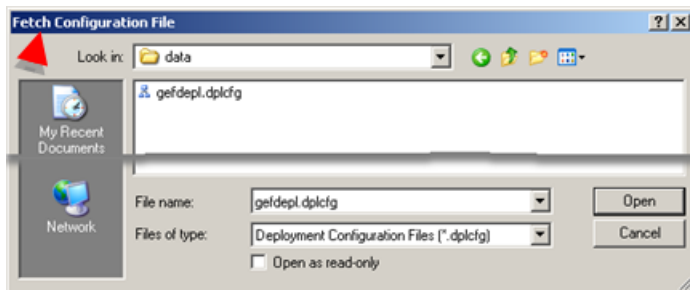 Fetch Configuration File
Look in: data
gefdepl.dplcfg
My Recent
Documents
Network
File name: gefdepl.dplcfg Open
Files of type: Deployment Configuration Files (*.dplcfg) Cancel
Open as read-only